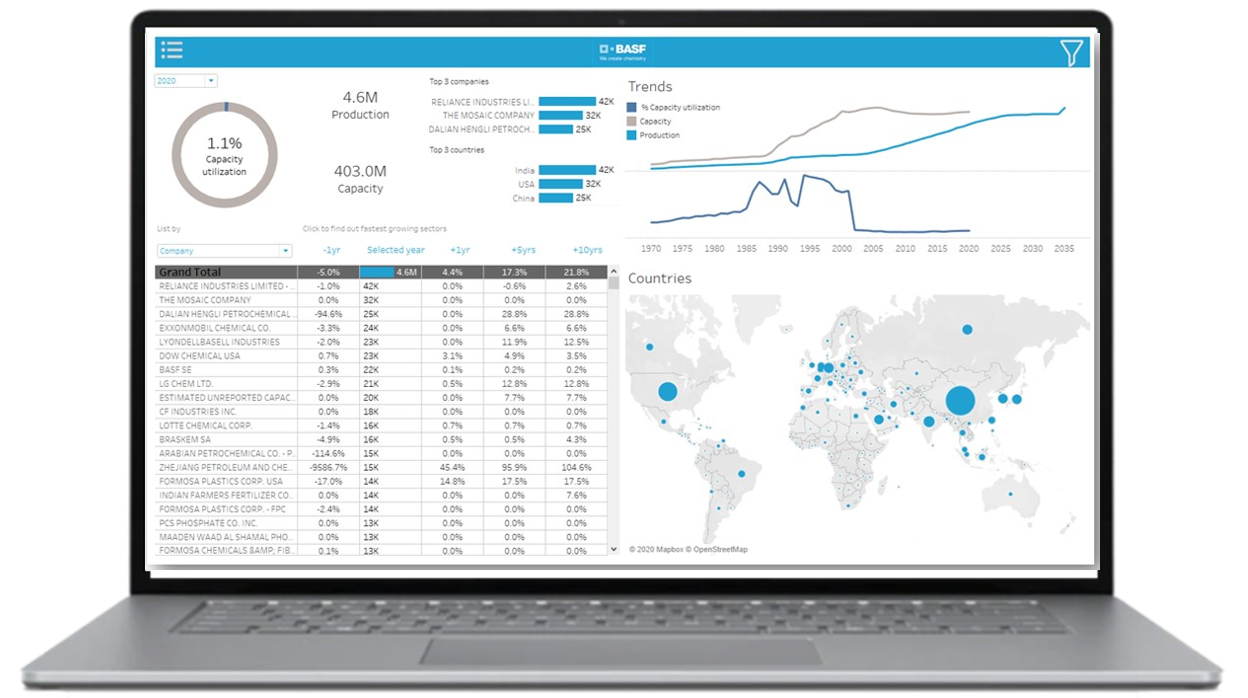 BASF
We create chemistry
2020
1.1%
Capacity
utilization
4.6M
Production
403.0M
Capacity
Top 3 companies
RELIANCE INDUSTRIES LI.. 42K
THE MOSAIC COMPANY 32K
DALIAN HENGLI PETROCH.. 25K
Top 3 countries
India 42K
USA 32K
China 25K
Trends
% Capacity utilization
Capacity
Production
1970 1975 1980 1985 1990 1995 2000 2005 2010 2015 2020 2025 2030 2035
List by
Company
Click to find out fastest growing sectors
-1yr Selected year +1yr +5yrs +10yrs
Grand Total -5.0% 4.6M 4.4% 17.3% 21.8%
RELIANCE INDUSTRIES LIMITED -.. -1.0% 42K 0.0% -0.6% 2.6%
THE MOSAIC COMPANY 0.0% 32K 0.0% 0.0% 0.0%
DALIAN HENGLI PETROCHEMICAL .. -94.6% 25K 0.0% 28.8% 28.8%
EXXONMOBIL CHEMICAL CO. -3.3% 24K 0.0% 6.6% 6.6%
LYONDELLBASELL INDUSTRIES -2.0% 23K 0.0% 11.9% 12.5%
DOW CHEMICAL USA 0.7% 23K 3.1% 4.9% 3.5%
BASF SE 0.3% 22K 0.1% 0.2% 0.2%
LG CHEM LTD. -2.9% 21K 0.5% 12.8% 12.8%
ESTIMATED UNREPORTED CAPAC.. 0.0% 20K 0.0% 7.7% 7.7%
CF INDUSTRIES INC. 0.0% 18K 0.0% 0.0% 0.0%
LOTTE CHEMICAL CORP. -1.4% 16K 0.7% 0.7% 0.7%
BRASKEM SA -4.9% 16K 0.5% 0.5% 4.3%
ARABIAN PETROCHEMICAL CO. - P.. -114.6% 15K 0.0% 0.0% 0.0%
ZHEJIANG PETROLEUM AND CHE.. -9586.7% 15K 45.4% 95.9% 104.6%
FORMOSA PLASTICS CORP. USA -17.0% 14K 14.8% 17.5% 17.5%
INDIAN FARMERS FERTILIZER CO.. 0.0% 14K 0.0% 0.0% 7.6%
FORMOSA PLASTICS CORP. - FPC -2.4% 14K 0.0% 0.0% 0.0%
PCS PHOSPHATE CO. INC. 0.0% 13K 0.0% 0.0% 0.0%
MAADEN WAAD AL SHAMAL PHO.. 0.0% 13K 0.0% 0.0% 0.0%
FORMOSA CHEMICALS &AMP; FIB.. 0.1% 13K 0.0% 0.0% 0.0%
Countries
© 2020 Mapbox © OpenStreetMap